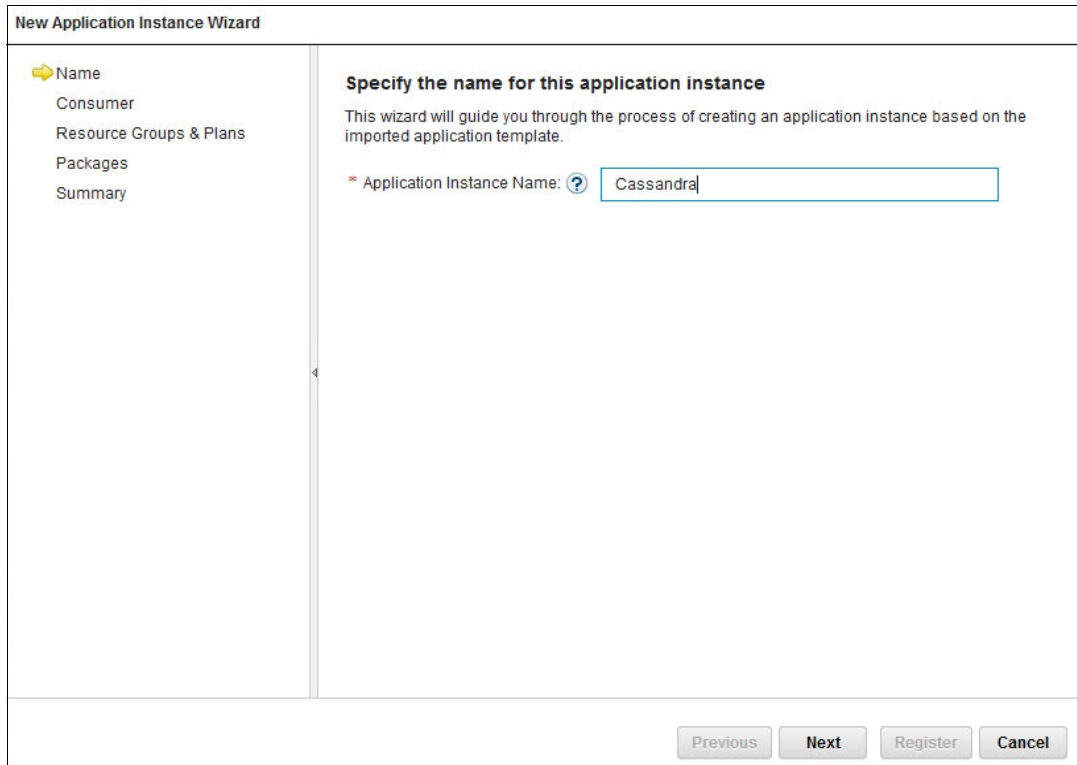 New Application Instance Wizard
Name
Consumer
Resource Groups & Plans
Packages
Summary
Specify the name for this application instance
This wizard will guide you through the process of creating an application instance based on the
imported application template.
* Application Instance Name: ? Cassandra
Previous Next Register Cancel